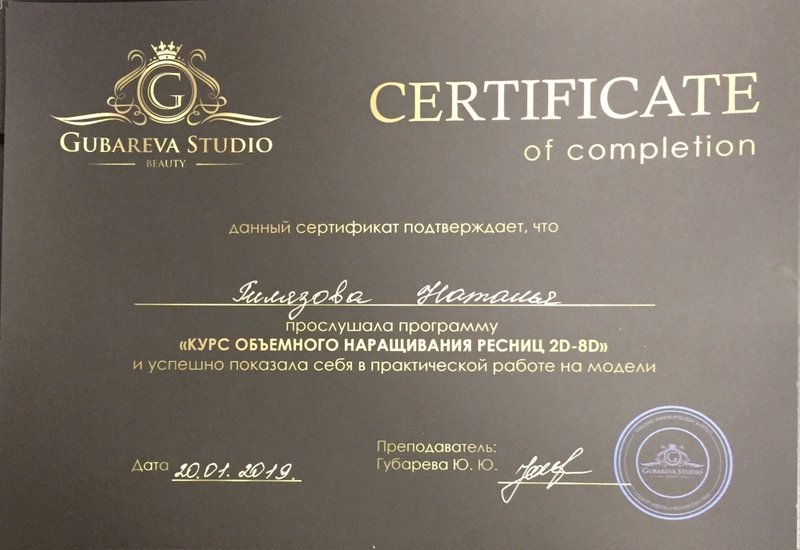 G
GUBAREVA STUDIO
BEAUTY
CERTIFICATE
of completion
данный сертификат подтверждает, что
Гилязова Наталья
прослушала программу
«КУРС ОБЪЕМНОГО НАРАЩИВАНИЯ РЕСНИЦ 2D-8D»
и успешно показала себя в практической работе на модели
Дата 20.01.2019.
Преподаватель:
Губарева Ю. Ю.
GUBAREVA STUDIO